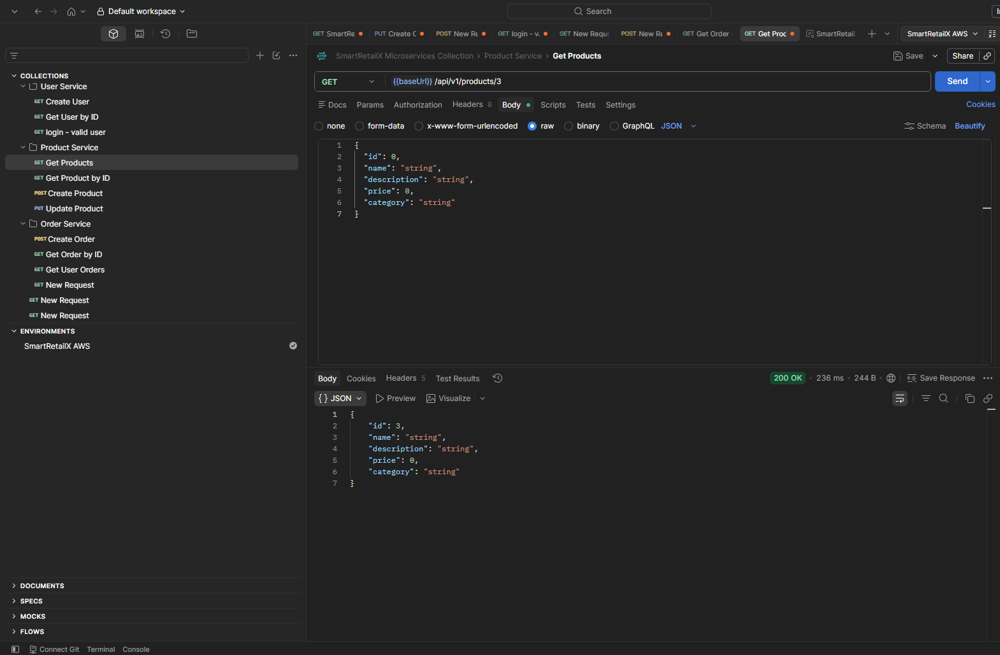 Default workspace
Search
GET SmartRe
PUT Create C
POST New Re
GET login - va
GET New Reque
POST New Re
GET Get Order
GET Get Proc
SmartRetail
SmartRetailX AWS
SmartRetailX Microservices Collection > Product Service > Get Products
Save
Share
GET
{{baseUrl}} /api/v1/products/3
Send
Docs Params Authorization Headers 8 Body Scripts Tests Settings
Cookies
none form-data x-www-form-urlencoded raw binary GraphQL JSON
Schema Beautify
1 {
2 "id": 0,
3 "name": "string",
4 "description": "string",
5 "price": 0,
6 "category": "string"
7 }
COLLECTIONS
User Service
GET Create User
GET Get User by ID
GET login - valid user
Product Service
GET Get Products
GET Get Product by ID
POST Create Product
PUT Update Product
Order Service
POST Create Order
GET Get Order by ID
GET Get User Orders
GET New Request
GET New Request
GET New Request
ENVIRONMENTS
SmartRetailX AWS
Body Cookies Headers 5 Test Results
200 OK • 236 ms • 244 B • e.g. Save Response
{} JSON Preview Visualize
1 {
2 "id": 3,
3 "name": "string",
4 "description": "string",
5 "price": 0,
6 "category": "string"
7 }
DOCUMENTS
SPECS
MOCKS
FLOWS
Connect Git Terminal Console